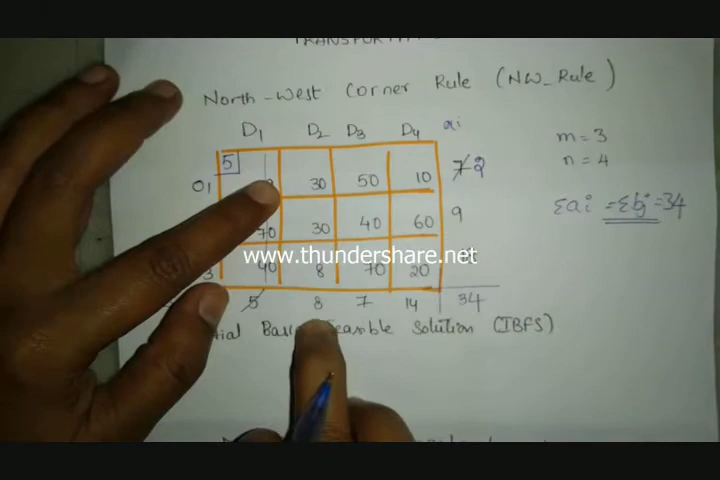 North-West Corner Rule (NW-Rule)
D1 D2 D3 D4 ai
m = 3
n = 4
5
O1 30 50 10 7 2
Σai = Σbj = 34
70 30 40 60 9
www.thundershare.net
3 40 8 70 20
5 8 7 14 34
Feasible Solution (IBFS)